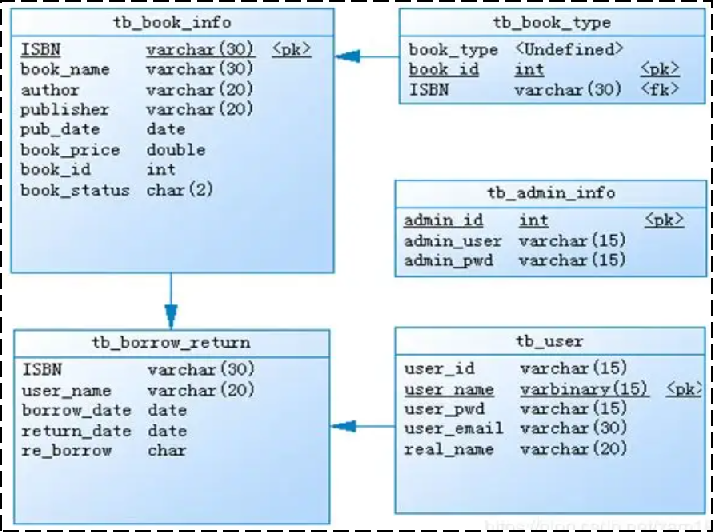 tb_book_info
ISBN varchar(30) <pk>
book_name varchar(30)
author varchar(20)
publisher varchar(20)
pub_date date
book_price double
book_id int
book_status char(2)
tb_book_type
book_type <Undefined>
book_id int <pk>
ISBN varchar(30) <fk>
tb_admin_info
admin_id int <pk>
admin_user varchar(15)
admin_pwd varchar(15)
tb_borrow_return
ISBN varchar(30)
user_name varchar(20)
borrow_date date
return_date date
re_borrow char
tb_user
user_id varchar(15)
user_name varbinary(15) <pk>
user_pwd varchar(15)
user_email varchar(30)
real_name varchar(20)